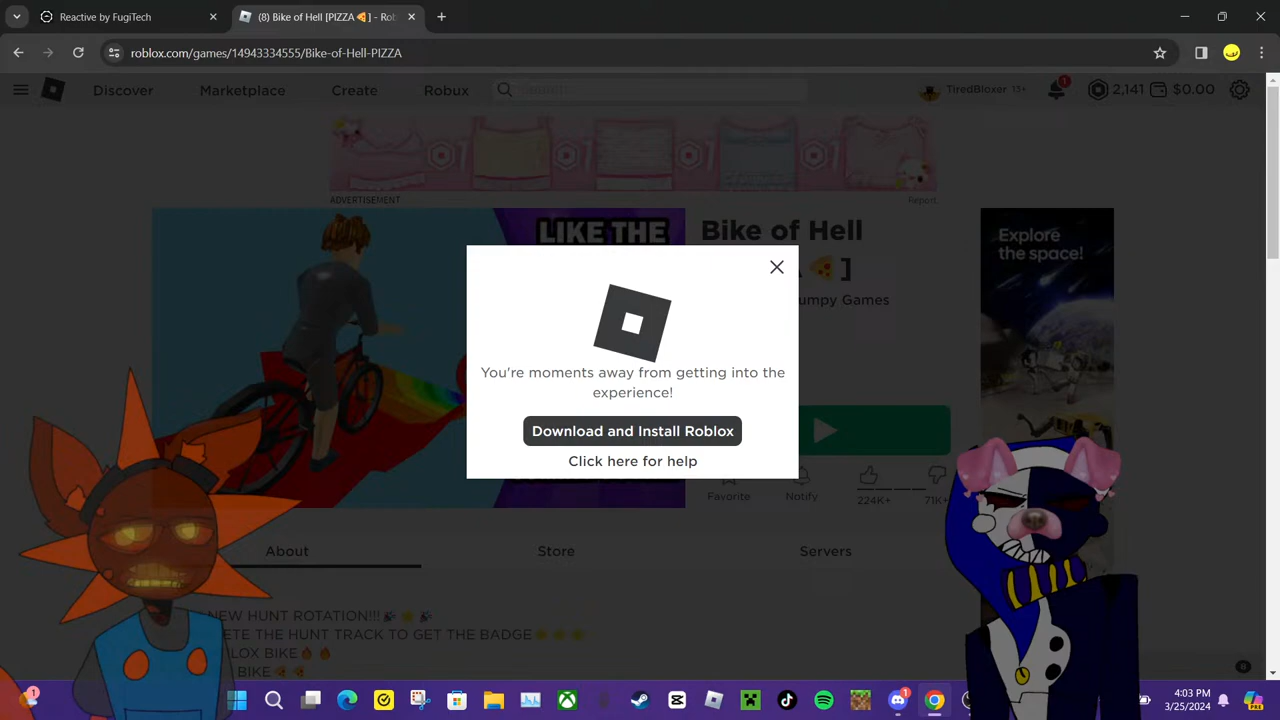 Reactive by FugiTech
(8) Bike of Hell [PIZZA🍕] - Rob
roblox.com/games/14943334555/Bike-of-Hell-PIZZA
Discover
Marketplace
Create
Robux
Search
TiredBloxer 13+
1
2,141
$0.00
ADVERTISEMENT
Report
LIKE THE
Bike of Hell
🍕 ]
umpy Games
Explore
the space!
You're moments away from getting into the
experience!
Download and Install Roblox
Click here for help
Favorite
Notify
224K+
71K+
About
Store
Servers
NEW HUNT ROTATION!!!🎉 🌟 🎉
ETE THE HUNT TRACK TO GET THE BADGE🌟 🌟 🌟
LOX BIKE🔥 🔥
BIKE🍕 🍕
1
1
4:03 PM
3/25/2024